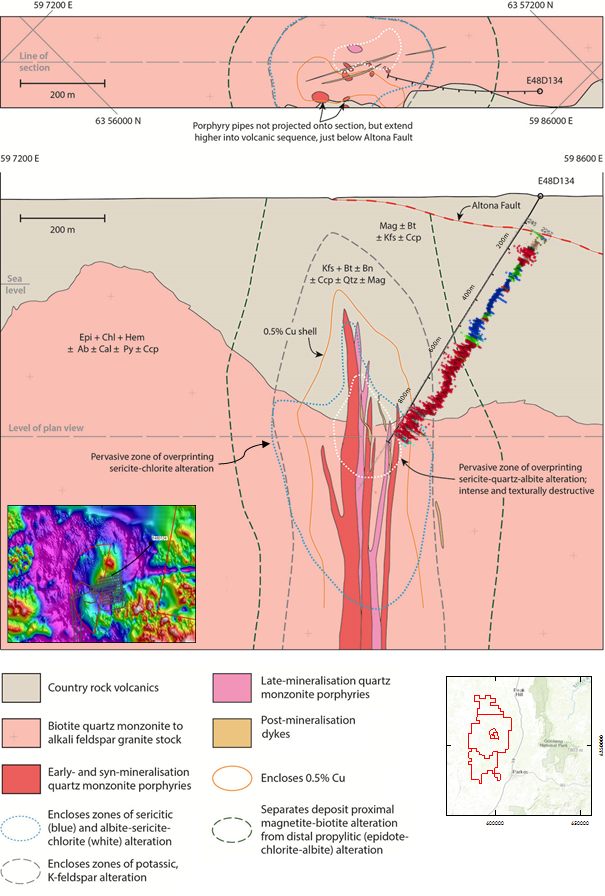 59 7200 E
63 57200 N
Line of
section
200 m
E48D134
63 56000 N
59 86000 E
Porphyry pipes not projected onto section, but extend
higher into volcanic sequence, just below Altona Fault
59 7200 E
59 8600 E
E48D134
Altona Fault
200 m
Mag ± Bt
± Kfs ± Ccp
200m
Kfs + Bt ± Bn
± Ccp ± Qtz ± Mag
Sea
level
400m
0.5% Cu shell
Epi + Chl + Hem
± Ab ± Cal ± Py ± Ccp
600m
800m
Level of plan view
Pervasive zone of overprinting
sericite-chlorite alteration
Pervasive zone of overprinting
sericite-quartz-albite alteration;
intense and texturally destructive
Country rock volcanics
Late-mineralisation quartz
monzonite porphyries
Biotite quartz monzonite to
alkali feldspar granite stock
Post-mineralisation
dykes
Early- and syn-mineralisation
quartz monzonite porphyries
Encloses 0.5% Cu
Encloses zones of sericitic
(blue) and albite-sericite-
chlorite (white) alteration
Separates deposit proximal
magnetite-biotite alteration
from distal propylitic (epidote-
chlorite-albite) alteration
Encloses zones of potassic,
K-feldspar alteration
Peak
Hill
Goobang
National Park
Parkes
600000
650000